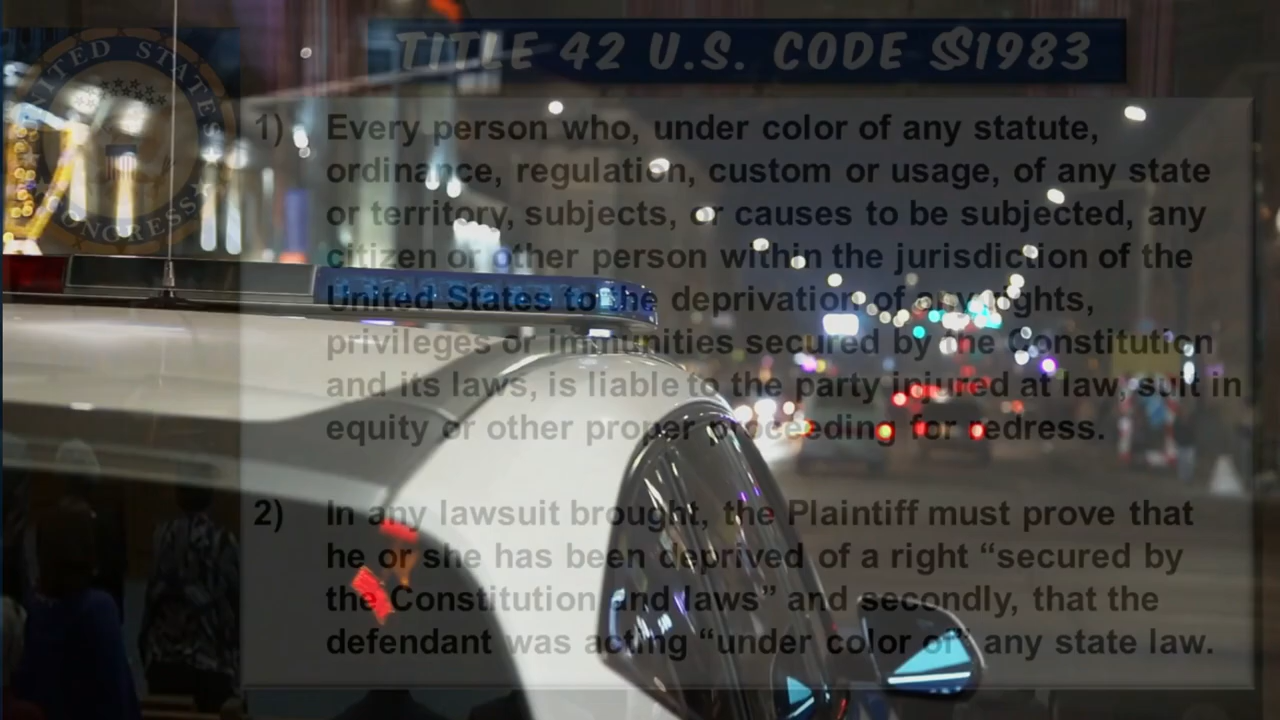 TITLE 42 U.S. CODE §1983
UNITED STATES
CONGRESS
1) Every person who, under color of any statute,
ordinance, regulation, custom or usage, of any state
or territory, subjects, or causes to be subjected, any
citizen or other person within the jurisdiction of the
United States to the deprivation of any rights,
privileges or immunities secured by the Constitution
and its laws, is liable to the party injured at law, suit in
equity or other proper proceeding for redress.
2) In any lawsuit brought, the Plaintiff must prove that
he or she has been deprived of a right “secured by
the Constitution and laws” and secondly, that the
defendant was acting “under color of” any state law.